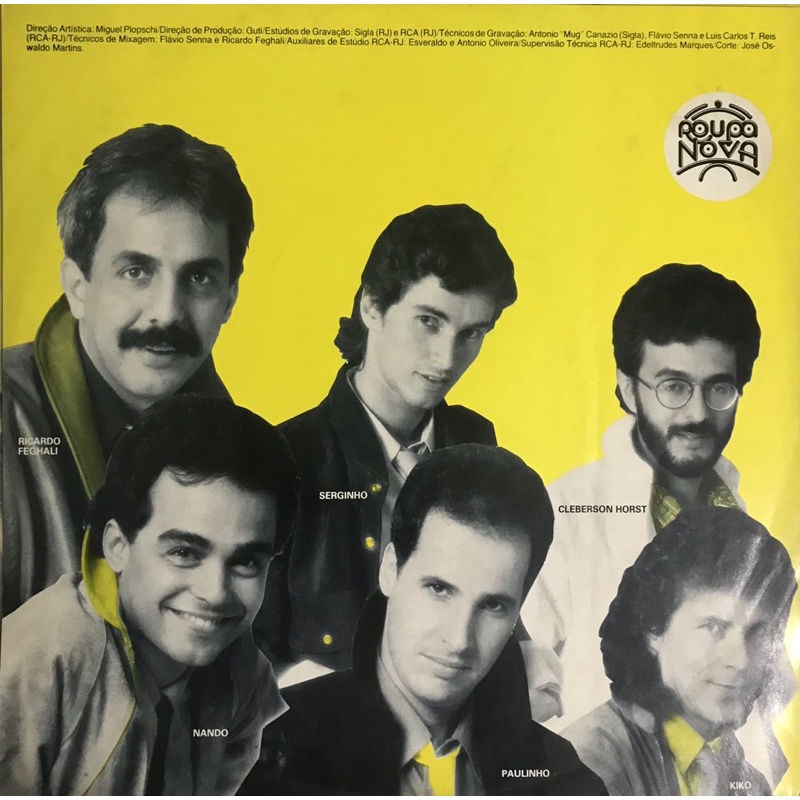 Direção Artística: Miguel Plopschi/Direção de Produção: Guti/Estúdios de Gravação: Sigla (RJ) e RCA (RJ)/Técnicos de Gravação: Antonio "Mug" Canazio (Sigla), Flávio Senna e Luis Carlos T. Reis
(RCA-RJ)/Técnicos de Mixagem: Flávio Senna e Ricardo Feghali/Auxiliares de Estúdio RCA-RJ: Esveraldo e Antonio Oliveira/Supervisão Técnica RCA-RJ: Edeltrudes Marques/Corte: José Os-
waldo Martins.
ROUPA
NOVA
RICARDO
FEGHALI
SERGINHO
CLEBERSON HORST
NANDO
PAULINHO
KIKO